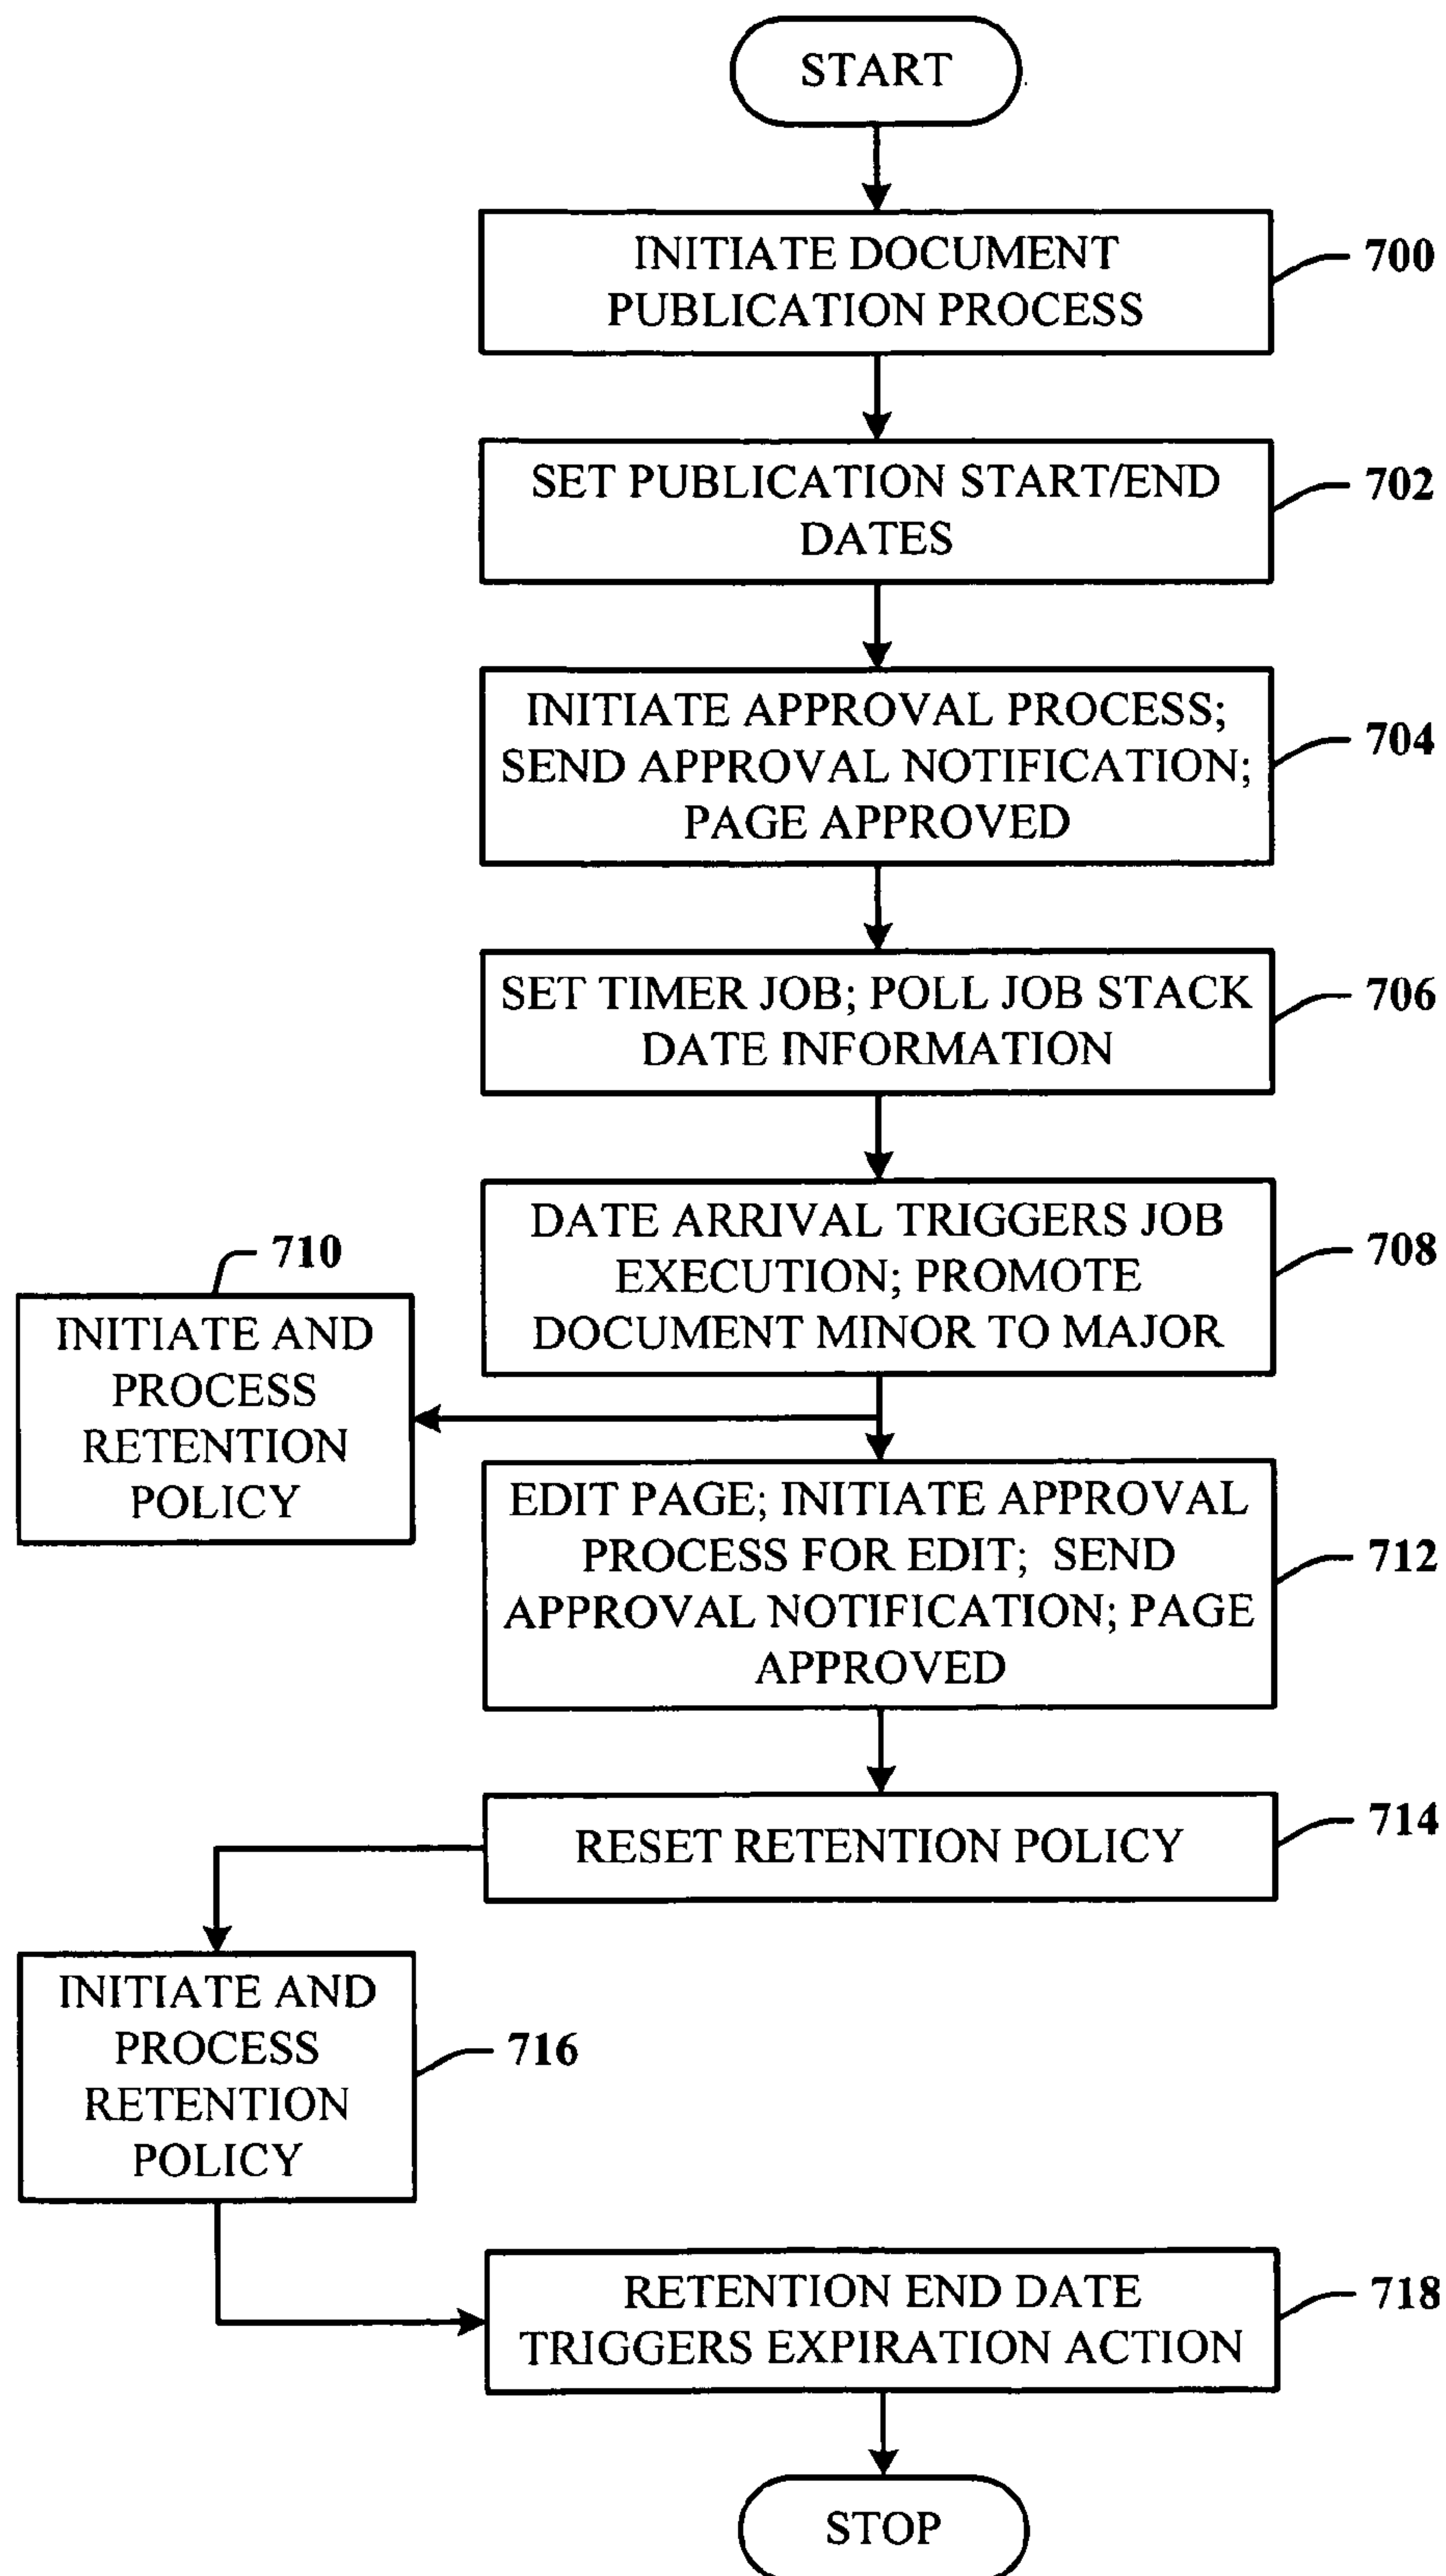 START
INITIATE DOCUMENT
PUBLICATION PROCESS
700
SET PUBLICATION START/END
DATES
702
INITIATE APPROVAL PROCESS;
SEND APPROVAL NOTIFICATION;
PAGE APPROVED
704
SET TIMER JOB; POLL JOB STACK
DATE INFORMATION
706
DATE ARRIVAL TRIGGERS JOB
EXECUTION; PROMOTE
DOCUMENT MINOR TO MAJOR
708
710
INITIATE AND
PROCESS
RETENTION
POLICY
EDIT PAGE; INITIATE APPROVAL
PROCESS FOR EDIT; SEND
APPROVAL NOTIFICATION; PAGE
APPROVED
712
RESET RETENTION POLICY
714
INITIATE AND
PROCESS
RETENTION
POLICY
716
RETENTION END DATE
TRIGGERS EXPIRATION ACTION
718
STOP